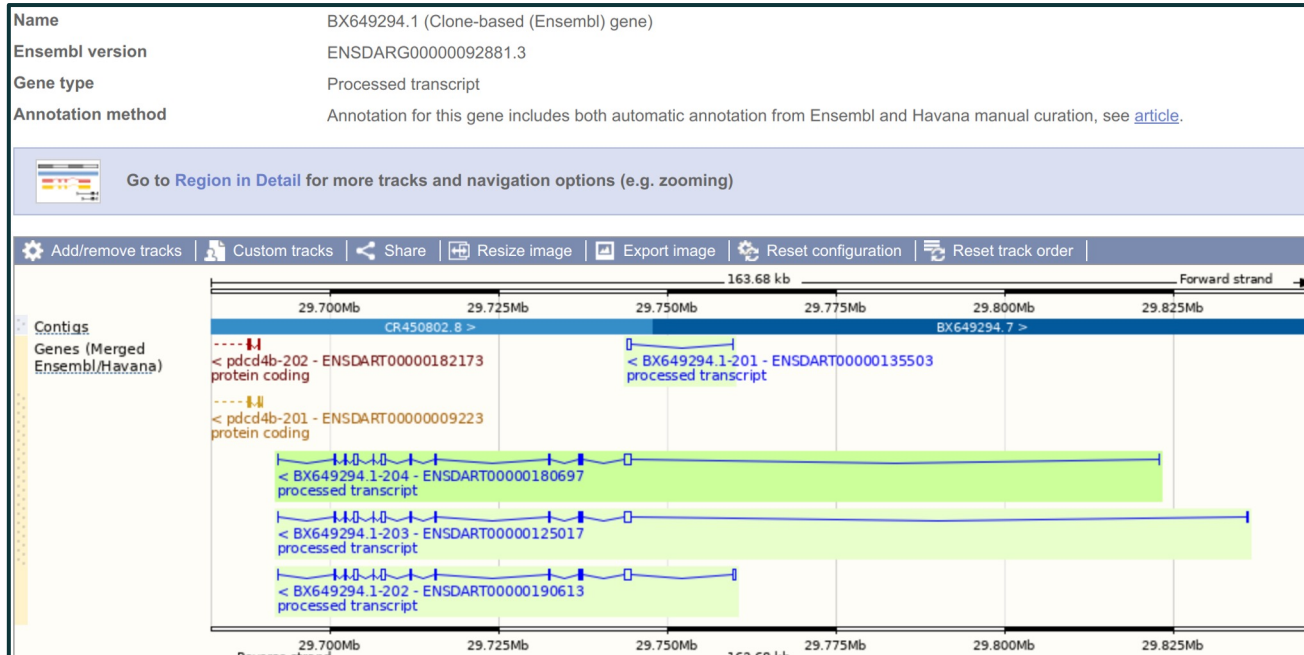 Name BX649294.1 (Clone-based (Ensembl) gene)
Ensembl version ENSDARG00000092881.3
Gene type Processed transcript
Annotation method Annotation for this gene includes both automatic annotation from Ensembl and Havana manual curation, see article.
Go to Region in Detail for more tracks and navigation options (e.g. zooming)
Add/remove tracks Custom tracks Share Resize image Export image Reset configuration Reset track order
163.68 kb Forward strand
29.700Mb 29.725Mb 29.750Mb 29.775Mb 29.800Mb 29.825Mb
Contigs CR450802.8 > BX649294.7 >
Genes (Merged
Ensembl/Havana)
< pdcd4b-202 - ENSDART00000182173
protein coding
< BX649294.1-201 - ENSDART00000135503
processed transcript
< pdcd4b-201 - ENSDART00000009223
protein coding
< BX649294.1-204 - ENSDART00000180697
processed transcript
< BX649294.1-203 - ENSDART00000125017
processed transcript
< BX649294.1-202 - ENSDART00000190613
processed transcript
29.700Mb 29.725Mb 29.750Mb 29.775Mb 29.800Mb 29.825Mb
Reverse strand 163.68 kb